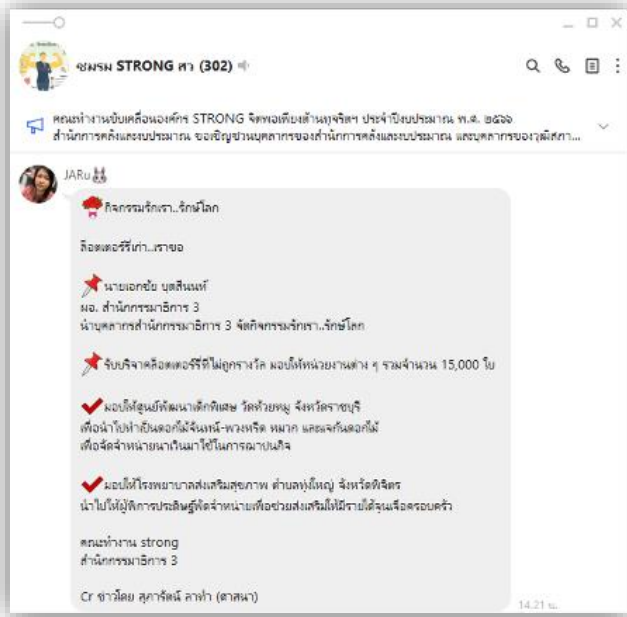 ชมรม STRONG สว (302)
คณะทำงานขับเคลื่อนองค์กร STRONG จิตพอเพียงต้านทุจริตฯ ประจำปีงบประมาณ พ.ศ. ๒๕๖๖
สำนักการคลังและงบประมาณ ขอเชิญชวนบุคลากรของสำนักการคลังและงบประมาณ และบุคลากรของวุฒิสภา...
JARu
กิจกรรมรักเรา..รักษ์โลก
ล็อตเตอร์รี่เก่า..เราขอ
นายเอกชัย บุตสีนนท์
ผอ. สำนักกรรมาธิการ 3
นำบุคลากรสำนักกรรมาธิการ 3 จัดกิจกรรมรักเรา..รักษ์โลก
รับบริจาคล็อตเตอร์รี่ที่ไม่ถูกรางวัล มอบให้หน่วยงานต่าง ๆ รวมจำนวน 15,000 ใบ
มอบให้ศูนย์พัฒนาเด็กพิเศษ วัดห้วยหมู จังหวัดราชบุรี
เพื่อนำไปทำเป็นดอกไม้จันทน์-พวงหรีด หมวก และแจกันดอกไม้
เพื่อจัดจำหน่ายนาเงินมาใช้ในการฌาปนกิจ
มอบให้โรงพยาบาลส่งเสริมสุขภาพ ตำบลทุ่งใหญ่ จังหวัดพิจิตร
นำไปให้ผู้พิการประดิษฐ์พัดจำหน่ายเพื่อช่วยส่งเสริมให้มีรายได้จุนเจือครอบครัว
คณะทำงาน strong
สำนักกรรมาธิการ 3
Cr ข่าวโดย สุภารัตน์ ลาทำ (ศาสนา)
14.21 น.